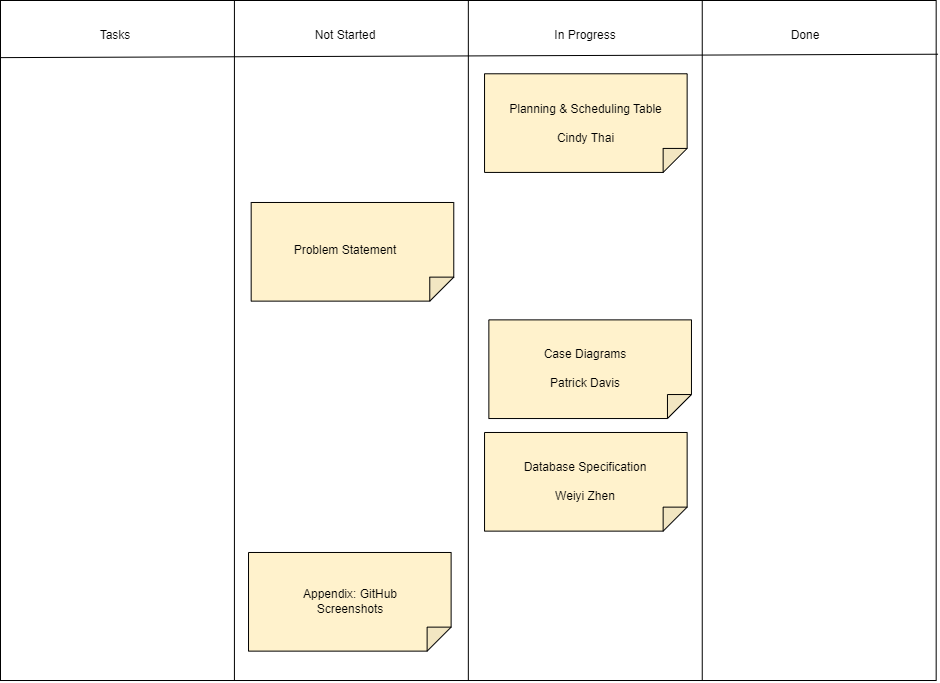 Tasks
Not Started
In Progress
Done
Planning & Scheduling Table
Cindy Thai
Problem Statement
Case Diagrams
Patrick Davis
Database Specification
Weiyi Zhen
Appendix: GitHub
Screenshots